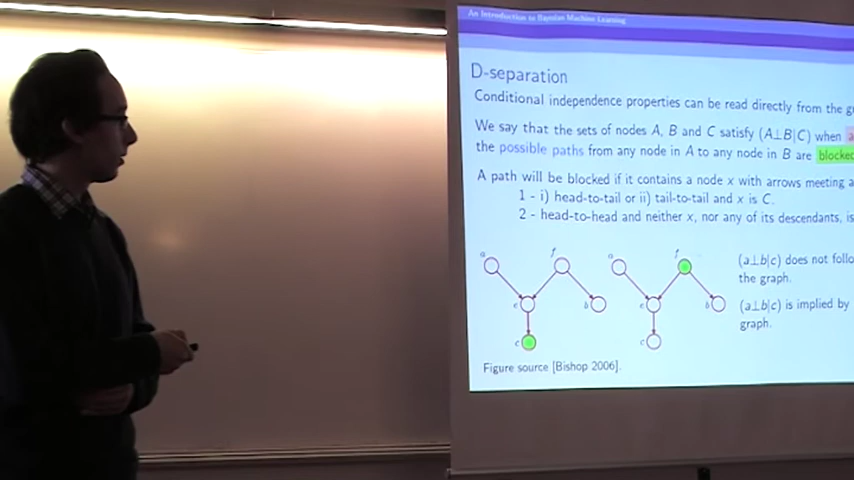 An Introduction to Bayesian Machine Learning
D-separation
Conditional independence properties can be read directly from the
We say that the sets of nodes A, B and C satisfy (A⊥B|C) when
the possible paths from any node in A to any node in B are blocked
A path will be blocked if it contains a node x with arrows meeting
1 - i) head-to-tail or ii) tail-to-tail and x is C.
2 - head-to-head and neither x, nor any of its descendants, is
a f a f
(a⊥b|c) does not
the graph.
e b e b
(a⊥b|c) is implied by
graph.
c c
Figure source [Bishop 2006].